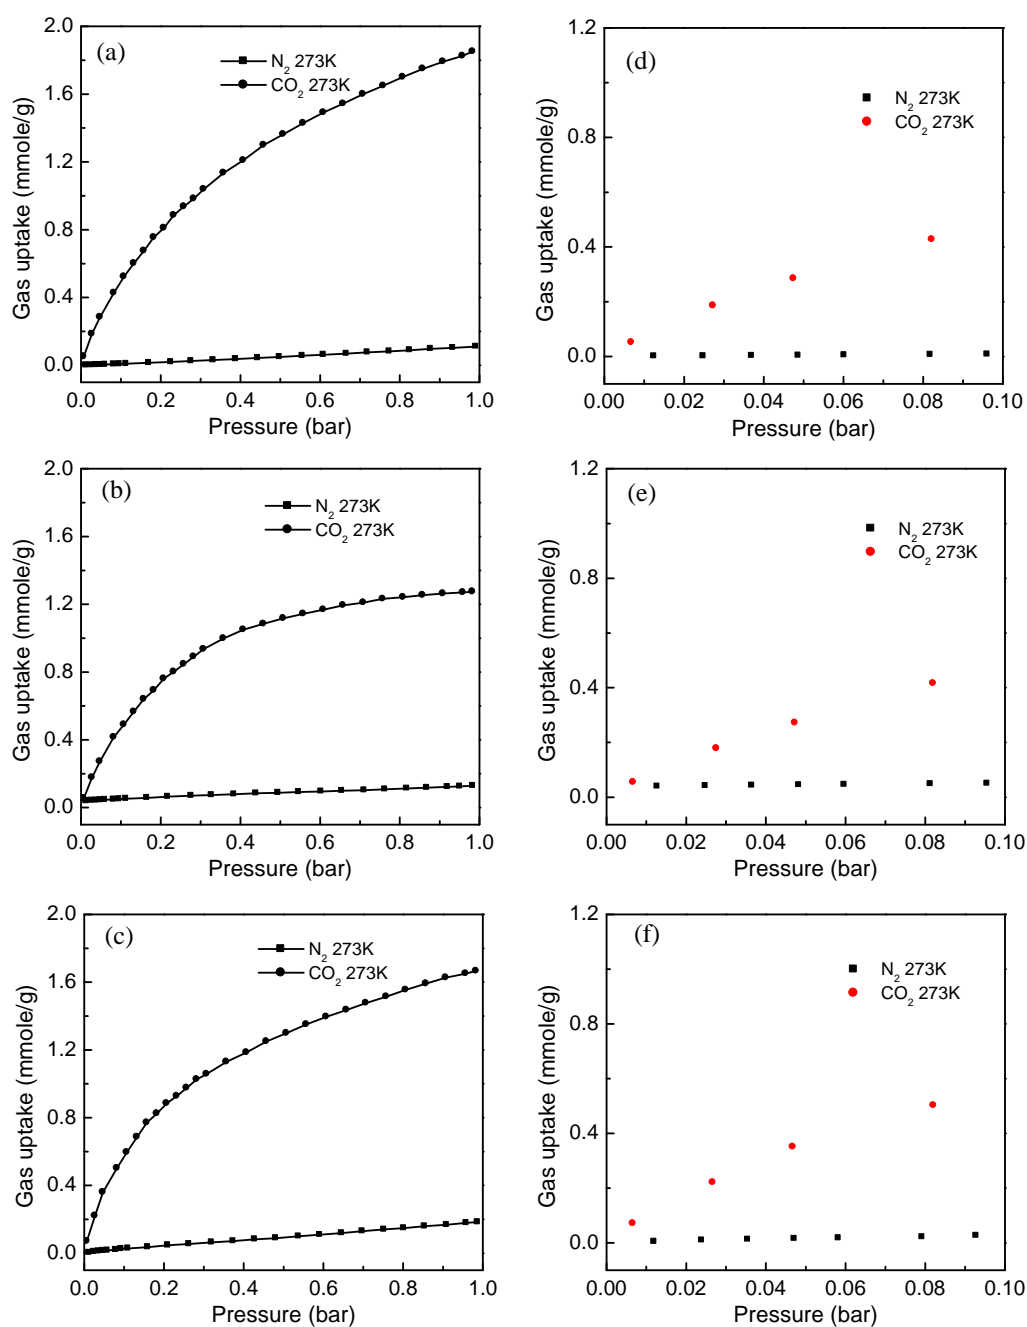 (a)
N2 273K
CO2 273K
2.0
1.6
1.2
0.8
0.4
0.0
Gas uptake (mmole/g)
0.0 0.2 0.4 0.6 0.8 1.0
Pressure (bar)
(d)
N2 273K
CO2 273K
1.2
0.8
0.4
0.0
Gas uptake (mmole/g)
0.00 0.02 0.04 0.06 0.08 0.10
Pressure (bar)
(b)
N2 273K
CO2 273K
2.0
1.6
1.2
0.8
0.4
0.0
Gas uptake (mmole/g)
0.0 0.2 0.4 0.6 0.8 1.0
Pressure (bar)
(e)
N2 273K
CO2 273K
1.2
0.8
0.4
0.0
Gas uptake (mmole/g)
0.00 0.02 0.04 0.06 0.08 0.10
Pressure (bar)
(c)
N2 273K
CO2 273K
2.0
1.6
1.2
0.8
0.4
0.0
Gas uptake (mmole/g)
0.0 0.2 0.4 0.6 0.8 1.0
Pressure (bar)
(f)
N2 273K
CO2 273K
1.2
0.8
0.4
0.0
Gas uptake (mmole/g)
0.00 0.02 0.04 0.06 0.08 0.10
Pressure (bar)